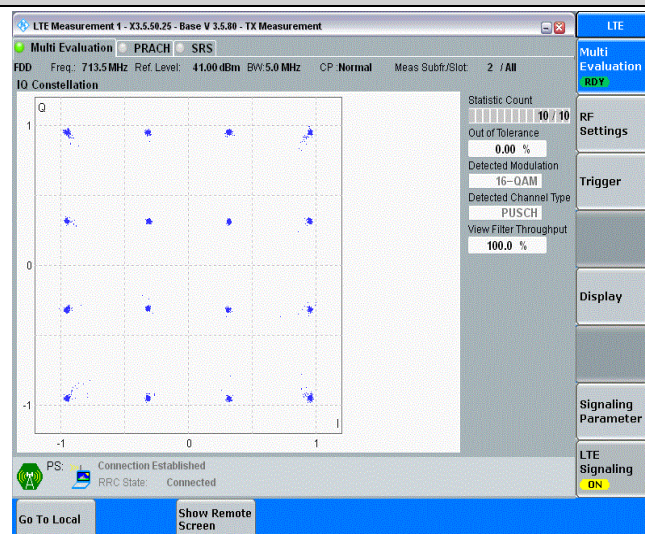 LTE Measurement 1 - X3.5.50.25 - Base V 3.5.80 - TX Measurement
LTE
Multi Evaluation PRACH SRS
FDD Freq.: 713.5 MHz Ref. Level: 41.00 dBm BW: 5.0 MHz CP : Normal Meas Subfr./Slot: 2 / All
IQ Constellation
Q
1
0
-1
-1 0 1
I
Statistic Count
10 / 10
Out of Tolerance
0.00 %
Detected Modulation
16-QAM
Detected Channel Type
PUSCH
View Filter Throughput
100.0 %
Multi
Evaluation
RDY
RF
Settings
Trigger
Display
Signaling
Parameter
LTE
Signaling
ON
PS: Connection Established
RRC State: Connected
Go To Local
Show Remote
Screen